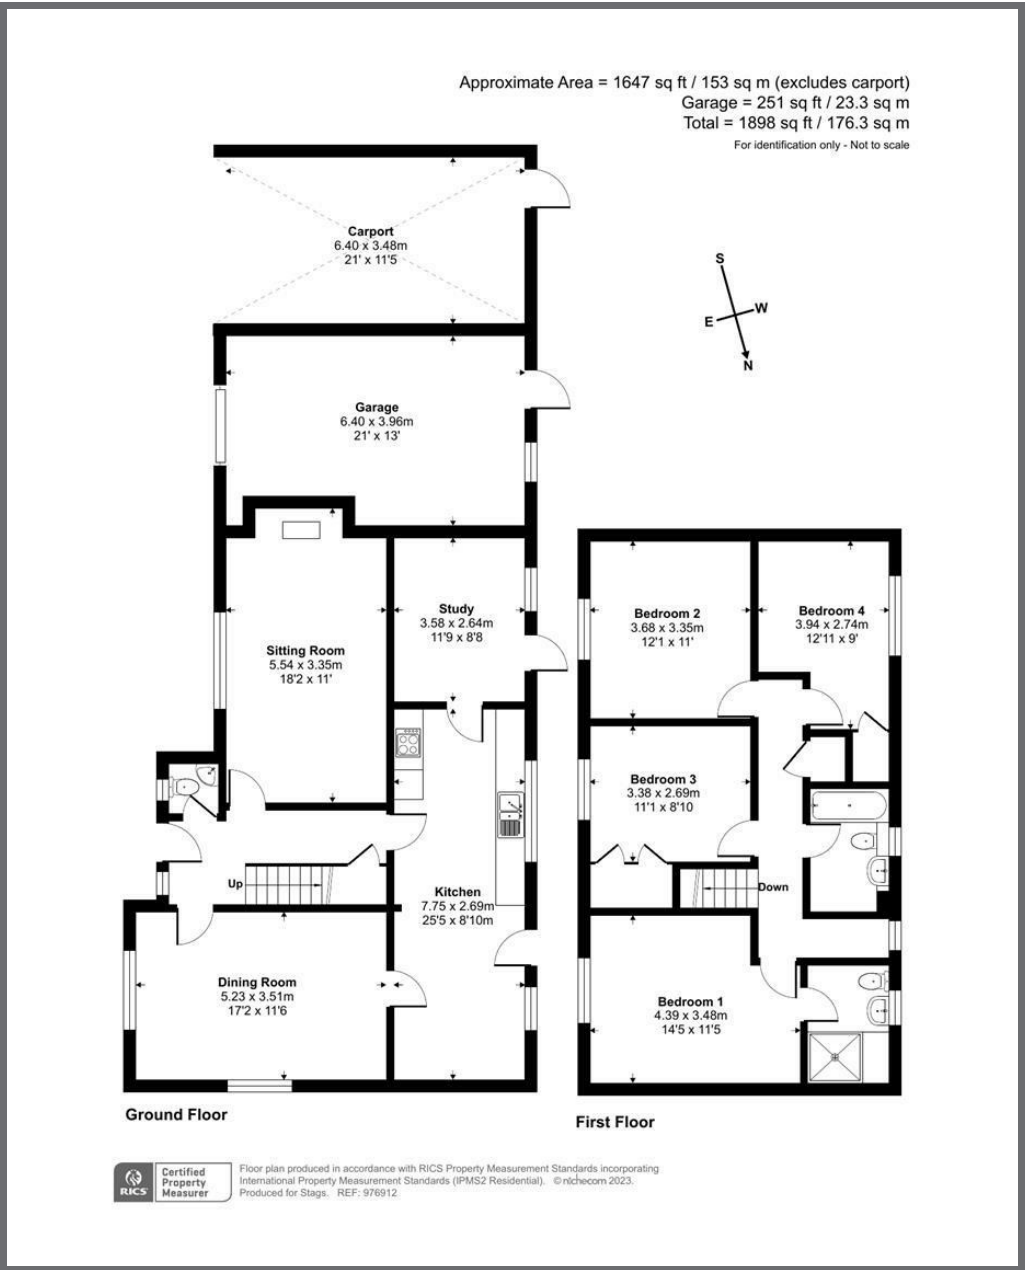 Approximate Area = 1647 sq ft / 153 sq m (excludes carport)
Garage = 251 sq ft / 23.3 sq m
Total = 1898 sq ft / 176.3 sq m
For identification only - Not to scale
Carport
6.40 x 3.48m
21' x 11'5
S
W
E
N
Garage
6.40 x 3.96m
21' x 13'
Sitting Room
5.54 x 3.35m
18'2 x 11'
Study
3.58 x 2.64m
11'9 x 8'8
Bedroom 2
3.68 x 3.35m
12'1 x 11'
Bedroom 4
3.94 x 2.74m
12'11 x 9'
Bedroom 3
3.38 x 2.69m
11'1 x 8'10
Up
Down
Kitchen
7.75 x 2.69m
25'5 x 8'10m
Dining Room
5.23 x 3.51m
17'2 x 11'6
Bedroom 1
4.39 x 3.48m
14'5 x 11'5
Ground Floor
First Floor
RICS
Certified
Property
Measurer
Floor plan produced in accordance with RICS Property Measurement Standards incorporating
International Property Measurement Standards (IPMS2 Residential). © nichecom 2023.
Produced for Stags. REF: 976912